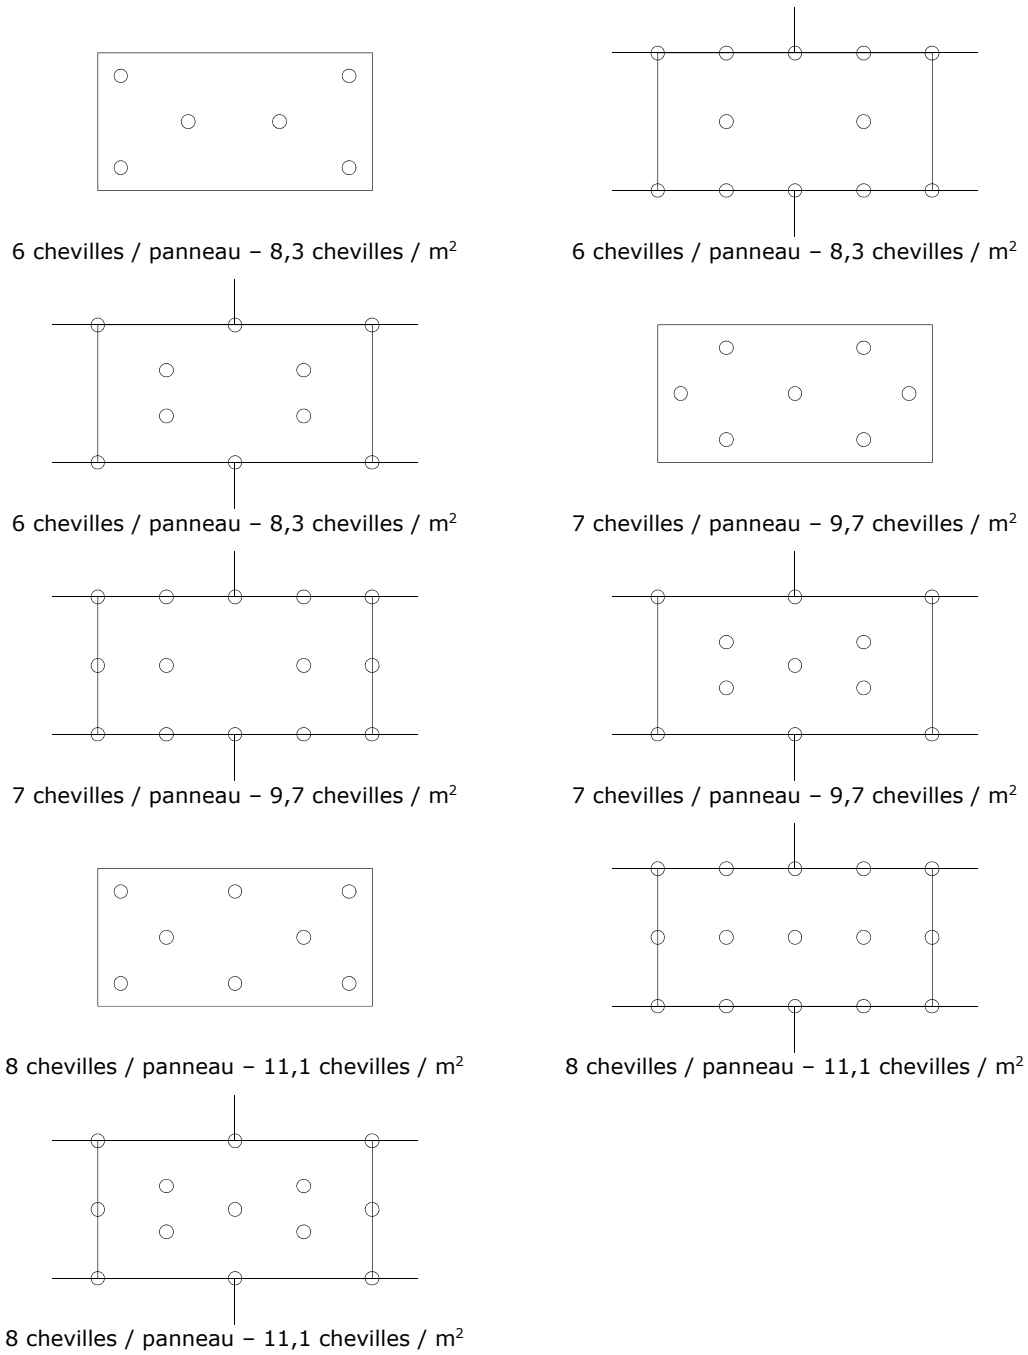 6 chevilles / panneau – 8,3 chevilles / m²
6 chevilles / panneau – 8,3 chevilles / m²
6 chevilles / panneau – 8,3 chevilles / m²
7 chevilles / panneau – 9,7 chevilles / m²
7 chevilles / panneau – 9,7 chevilles / m²
7 chevilles / panneau – 9,7 chevilles / m²
8 chevilles / panneau – 11,1 chevilles / m²
8 chevilles / panneau – 11,1 chevilles / m²
8 chevilles / panneau – 11,1 chevilles / m²